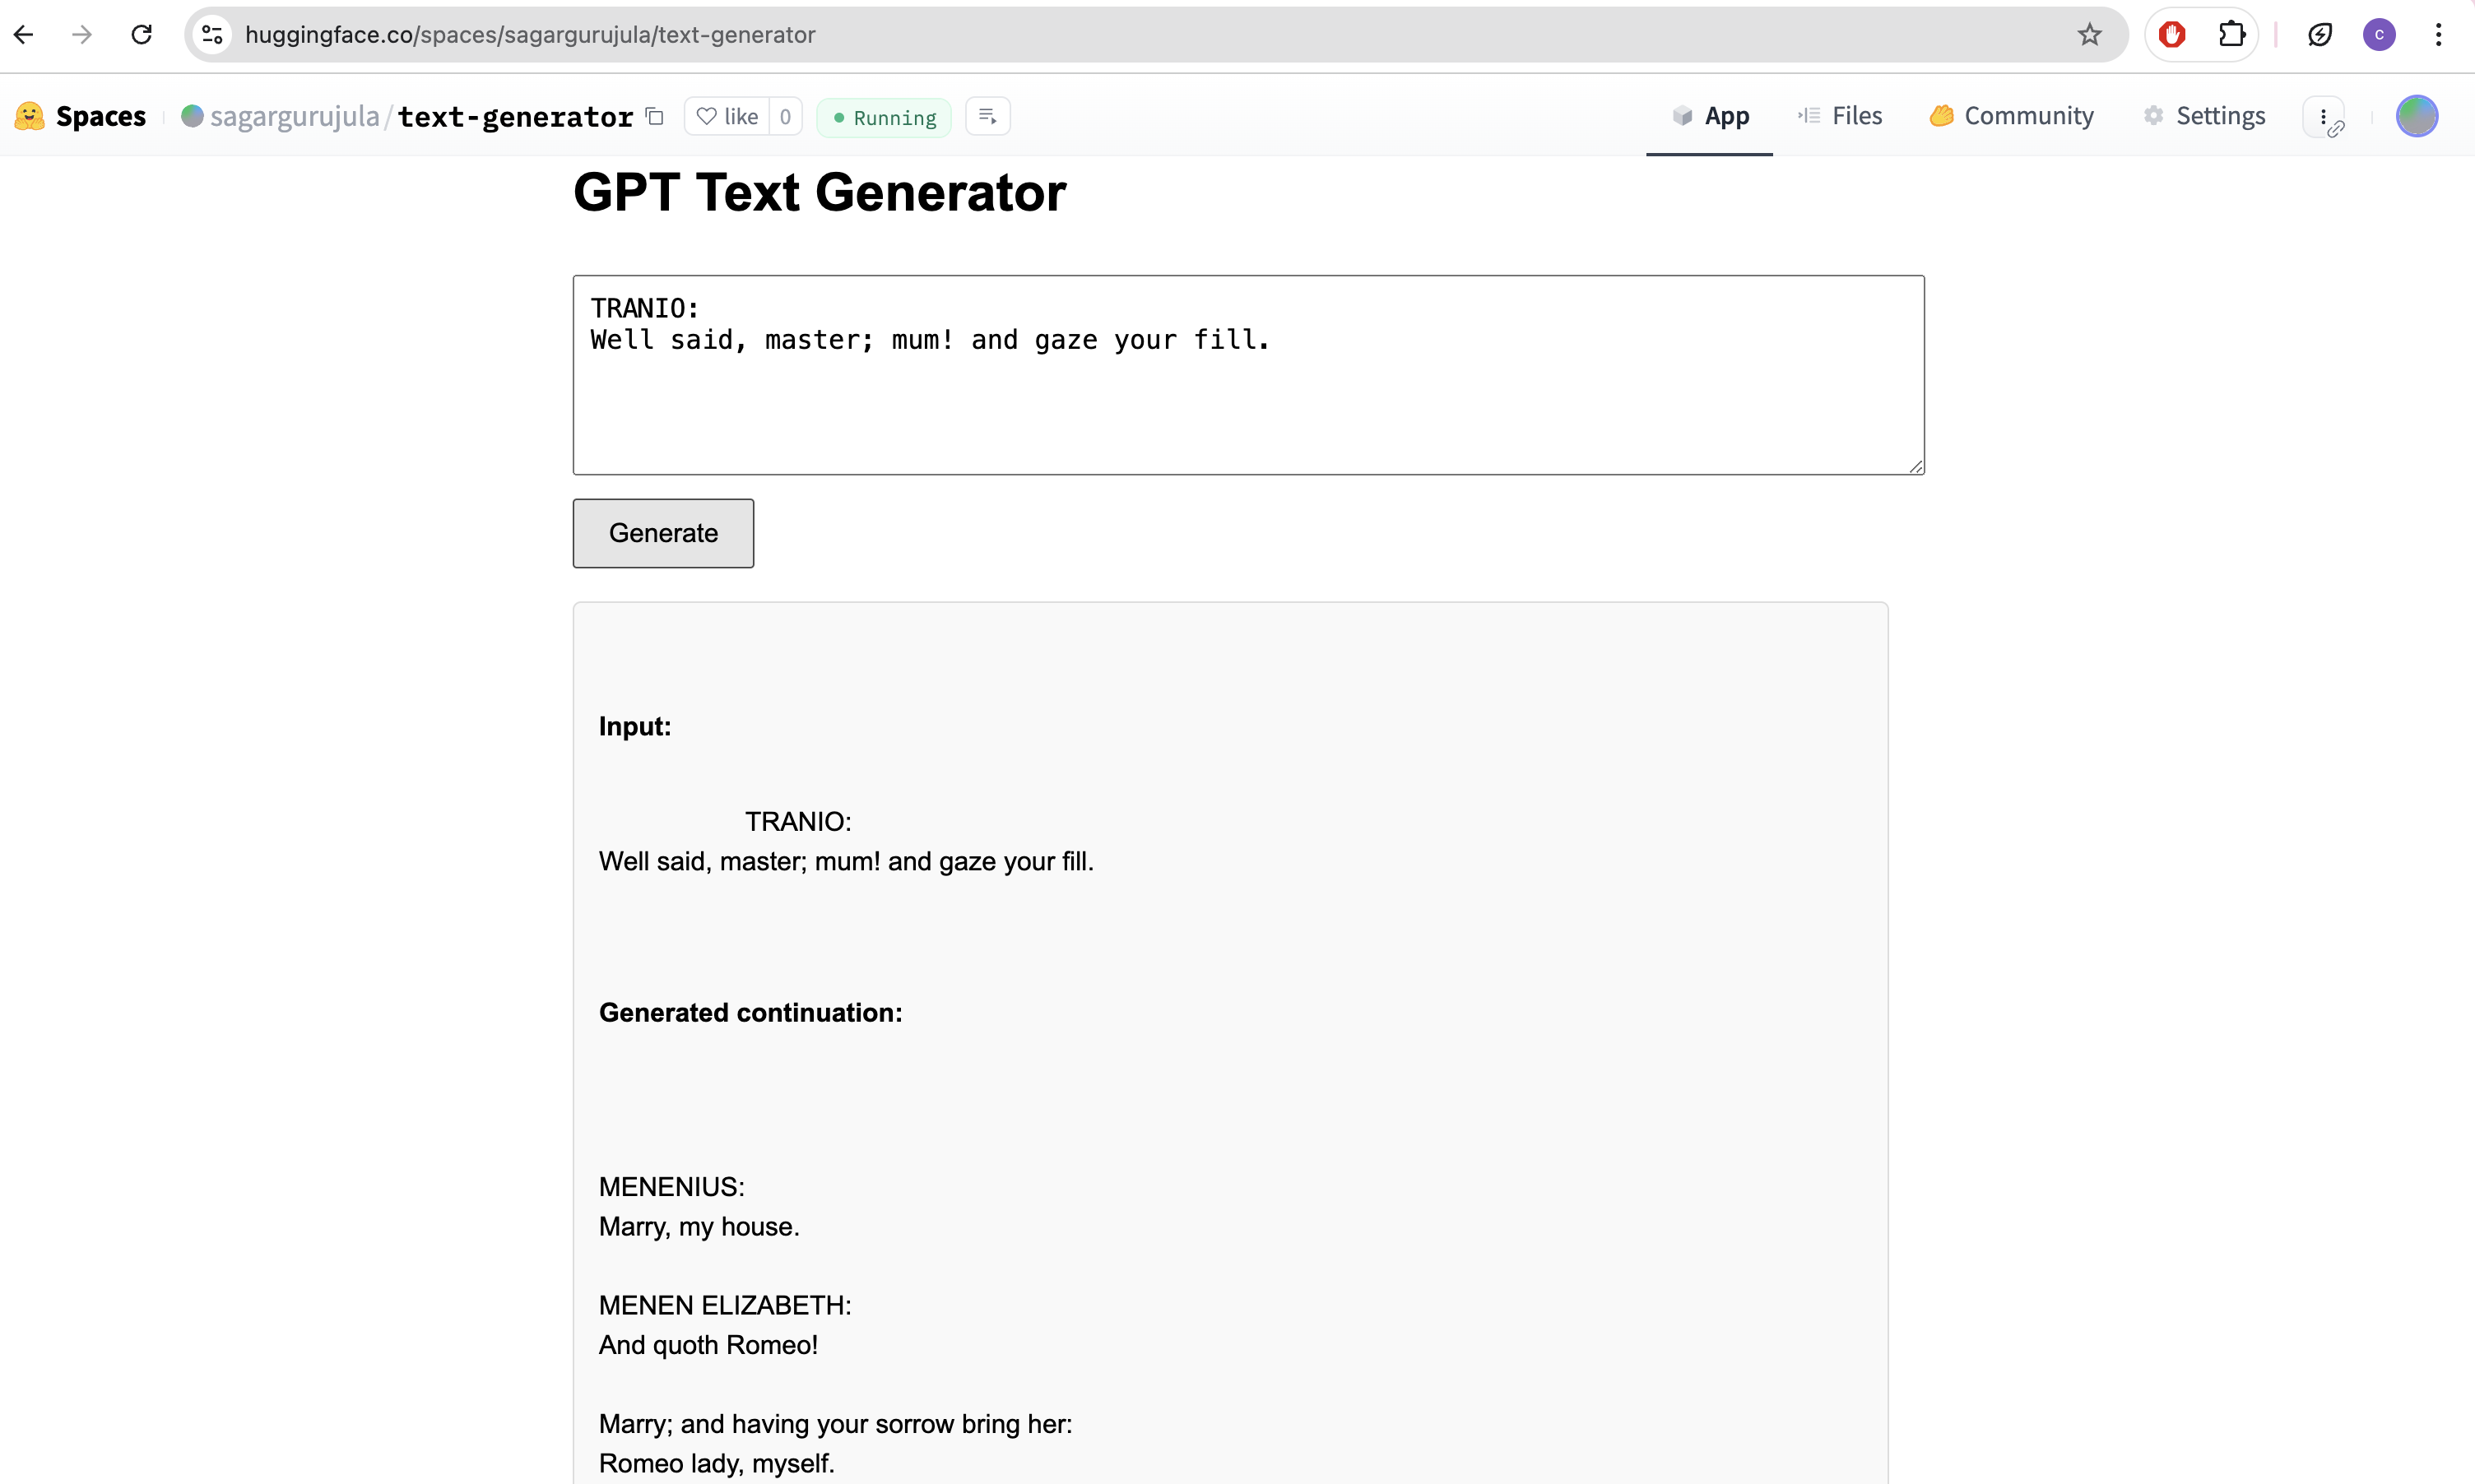 huggingface.co/spaces/sagargurujula/text-generator
C
Spaces sagargurujula/text-generator like 0 Running App Files Community Settings
GPT Text Generator
TRANIO:
Well said, master; mum! and gaze your fill.
Generate
Input:
TRANIO:
Well said, master; mum! and gaze your fill.
Generated continuation:
MENENIUS:
Marry, my house.
MENEN ELIZABETH:
And quoth Romeo!
Marry; and having your sorrow bring her:
Romeo lady, myself.